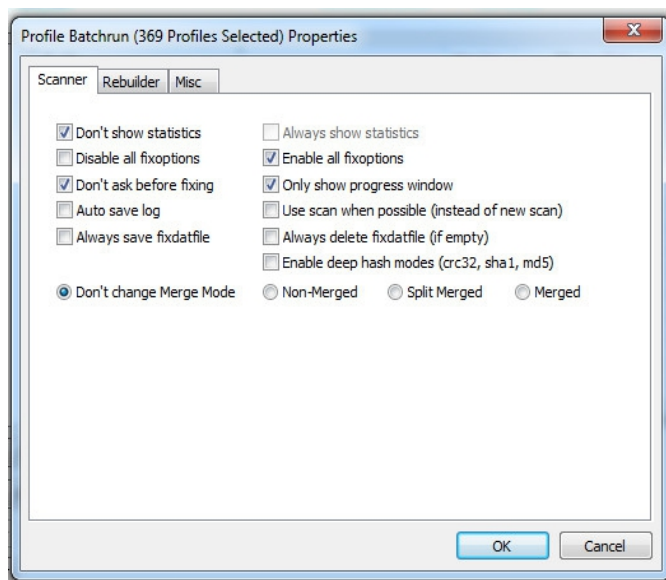 Profile Batchrun (369 Profiles Selected) Properties
Scanner Rebuilder Misc
Don't show statistics Always show statistics
Disable all fixoptions Enable all fixoptions
Don't ask before fixing Only show progress window
Auto save log Use scan when possible (instead of new scan)
Always save fixdatfile Always delete fixdatfile (if empty)
Enable deep hash modes (crc32, sha1, md5)
Don't change Merge Mode Non-Merged Split Merged Merged
OK Cancel